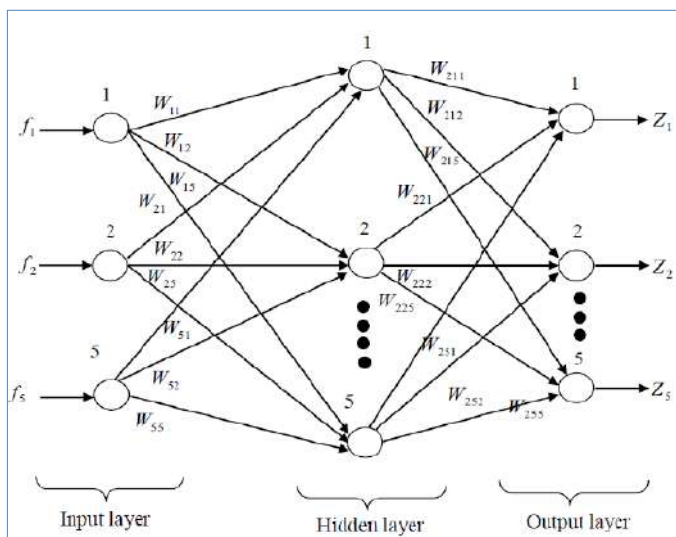 1
1
1
W₁₁
W₂₁₁
W₂₁₂
f₁
Z₁
W₁₂
W₁₅
W₂₁₅
W₂₁
W₂₂₁
2
2
2
W₂₂
f₂
W₂₂₂
Z₂
W₂₅
W₂₂₅
W₅₁
W₂₅₁
5
5
f₅
W₅₂
Z₅
W₂₅₂
W₂₅₅
5
W₅₅
Input layer
Hidden layer
Output layer